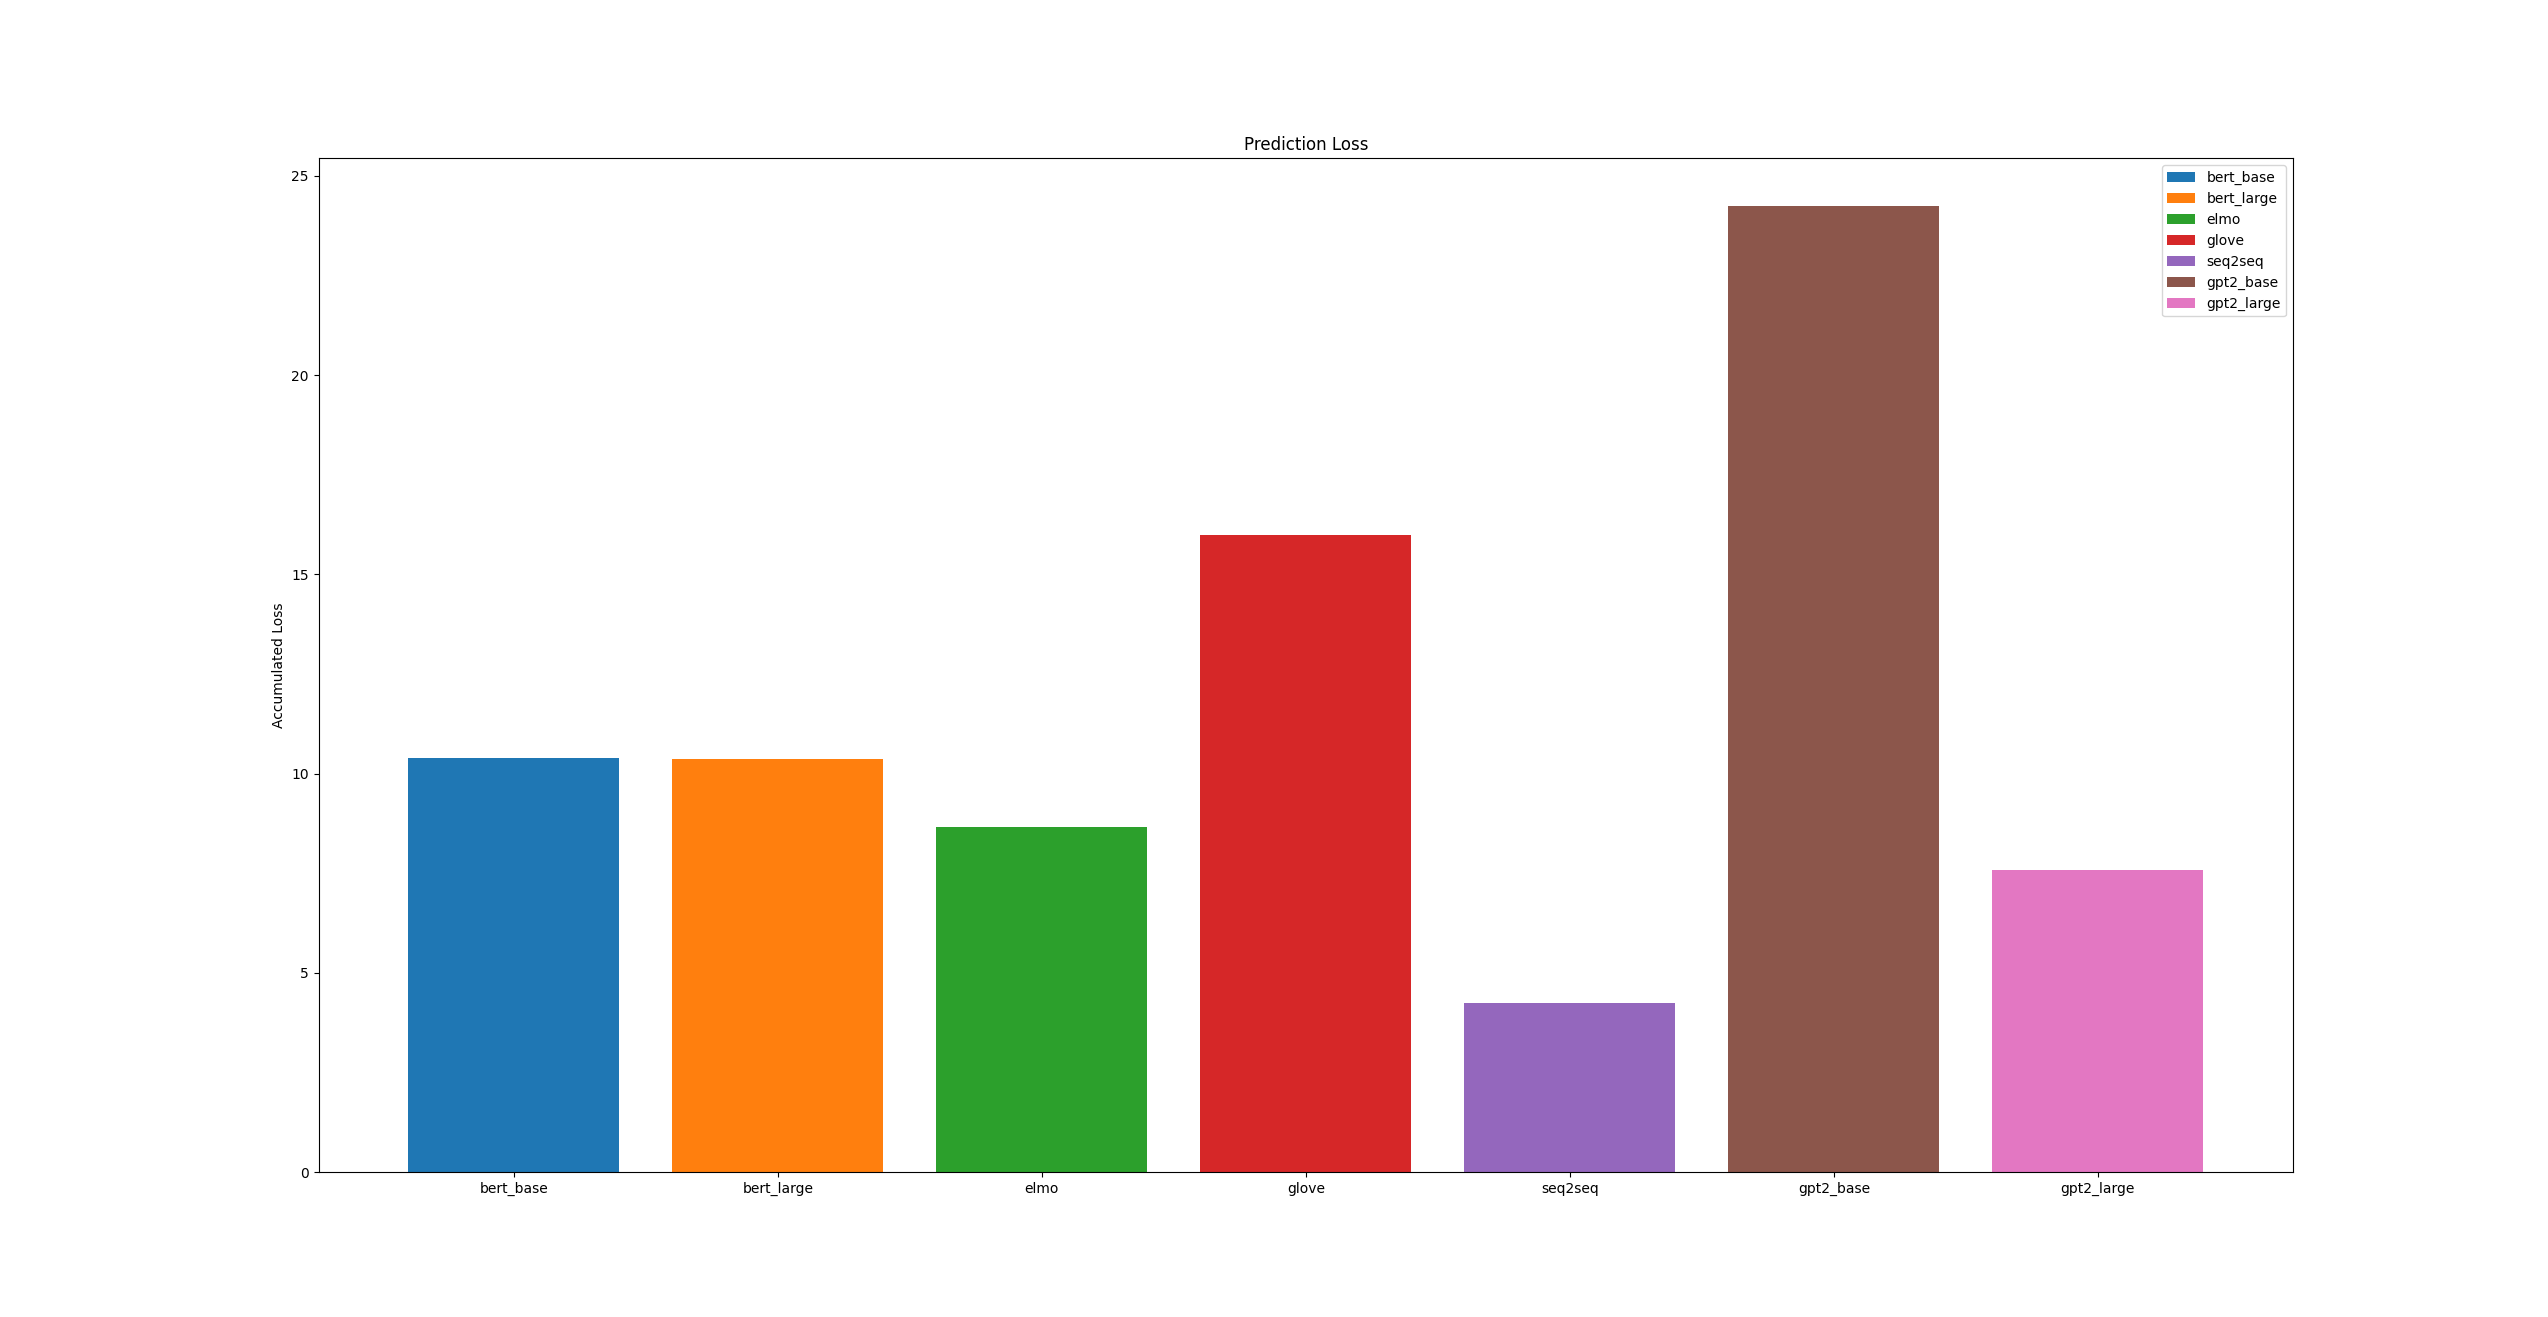 Prediction Loss
25
20
15
10
5
0
Accumulated Loss
bert_base
bert_large
elmo
glove
seq2seq
gpt2_base
gpt2_large
bert_base
bert_large
elmo
glove
seq2seq
gpt2_base
gpt2_large